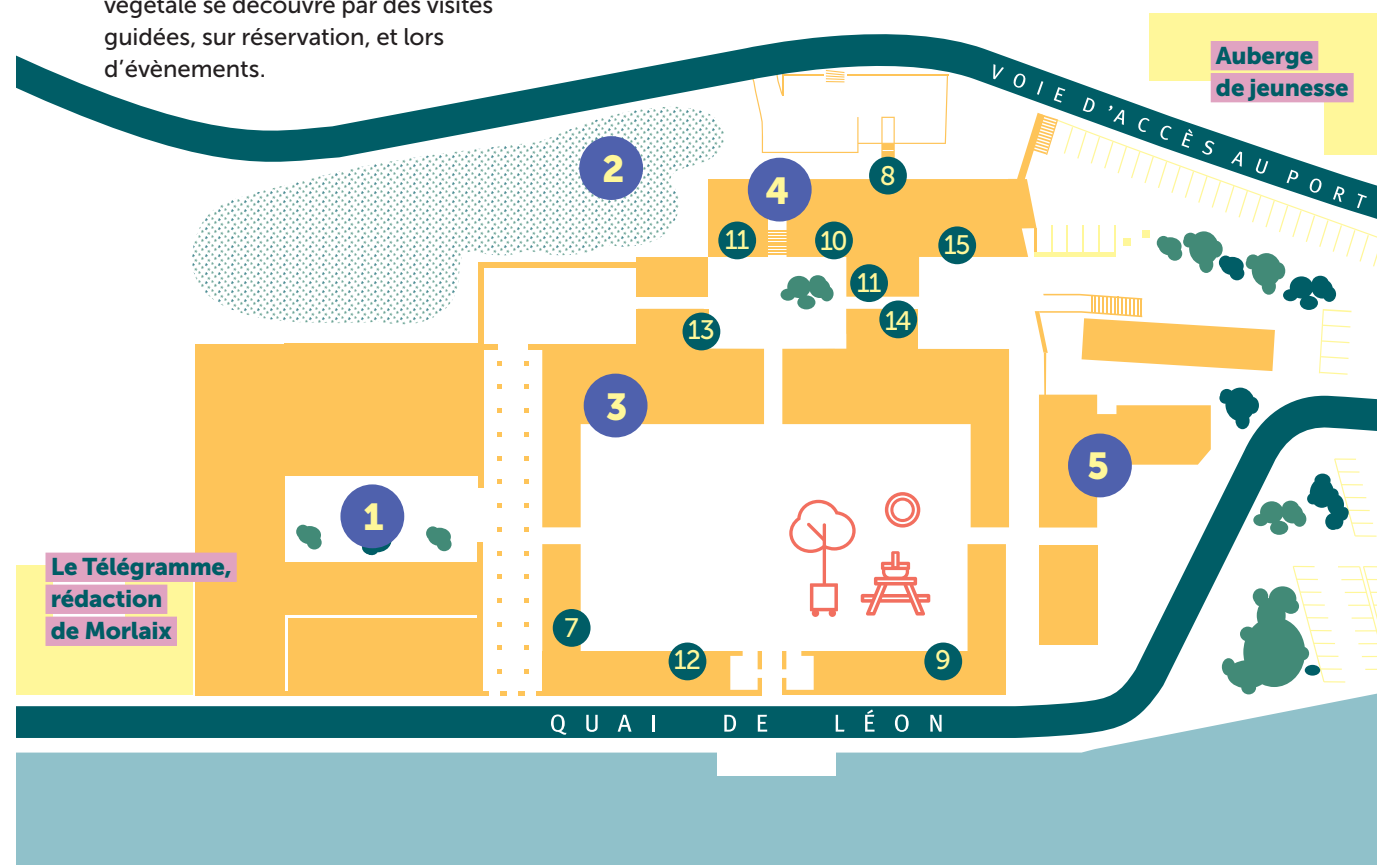 végétale se découvre par des visites
guidées, sur réservation, et lors
d'évènements.
Auberge
de jeunesse
VOIE D'ACCÈS AU PORT
2
4
8
11
10
15
11
14
13
3
5
1
Le Télégramme,
rédaction
de Morlaix
7
12
9
QUAI DE LÉON